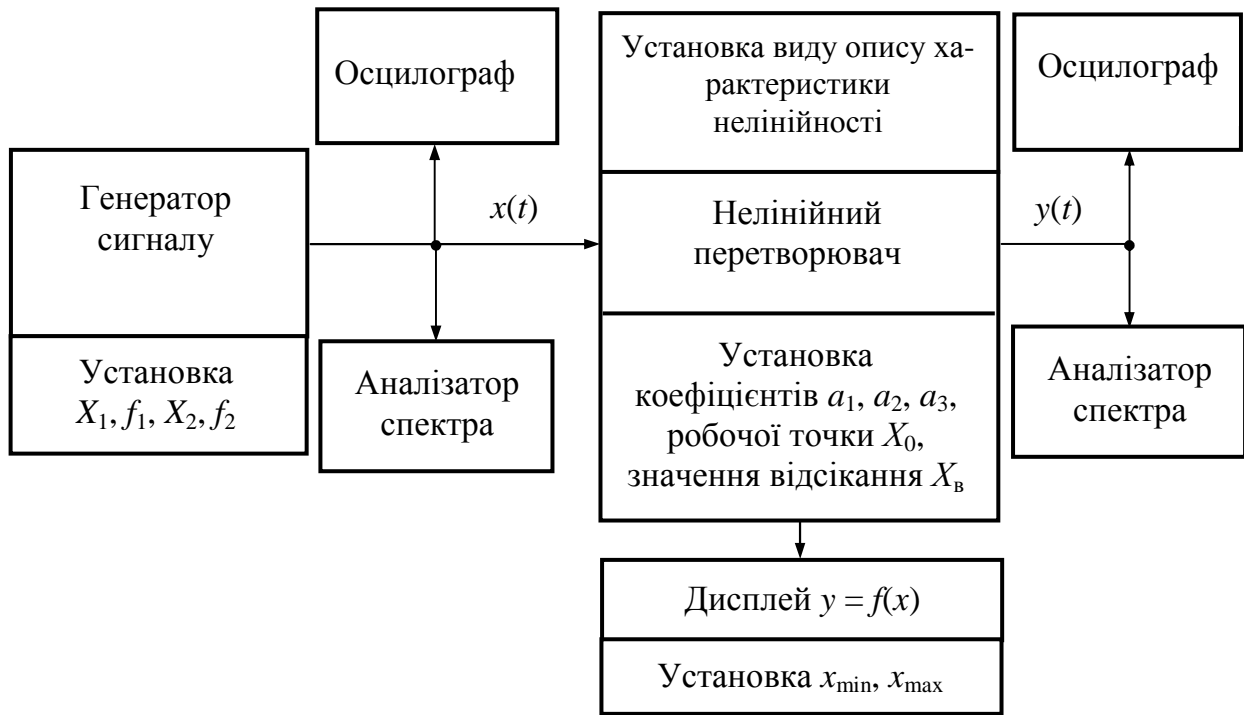 Осцилограф
Установка виду опису ха-
рактеристики
нелінійності
Осцилограф
Генератор
сигналу
x(t)
Нелінійний
перетворювач
y(t)
Установка
X₁, f₁, X₂, f₂
Аналізатор
спектра
Установка
коефіцієнтів a₁, a₂, a₃,
робочої точки X₀,
значення відсікання Xв
Аналізатор
спектра
Дисплей y = f(x)
Установка xmin, xmax